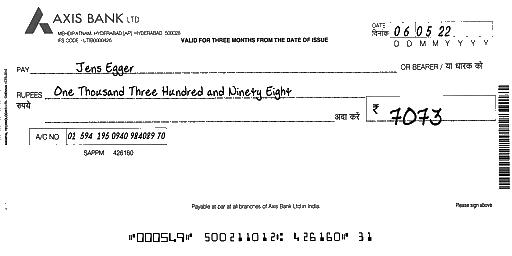 AXIS BANK LTD
MEHDIPATNAM, HYDERABAD [AP] HYDERABAD 500028
IFS CODE : UTIB0000426
VALID FOR THREE MONTHS FROM THE DATE OF ISSUE
DATE
दिनांक 06 05 22
D D M M Y Y Y Y
PAY Jens Egger OR BEARER / या धारक को
RUPEES One Thousand Three Hundred and Ninety Eight
रुपये अदा करें ₹ 7073
A/C NO 02 594 195 0940 984089 70
SAPPM 426160
Payable at par at all branches of Axis Bank Ltd in India.
Please sign above
⑈000549⑈ 500211012⑆ 426160⑈ 31